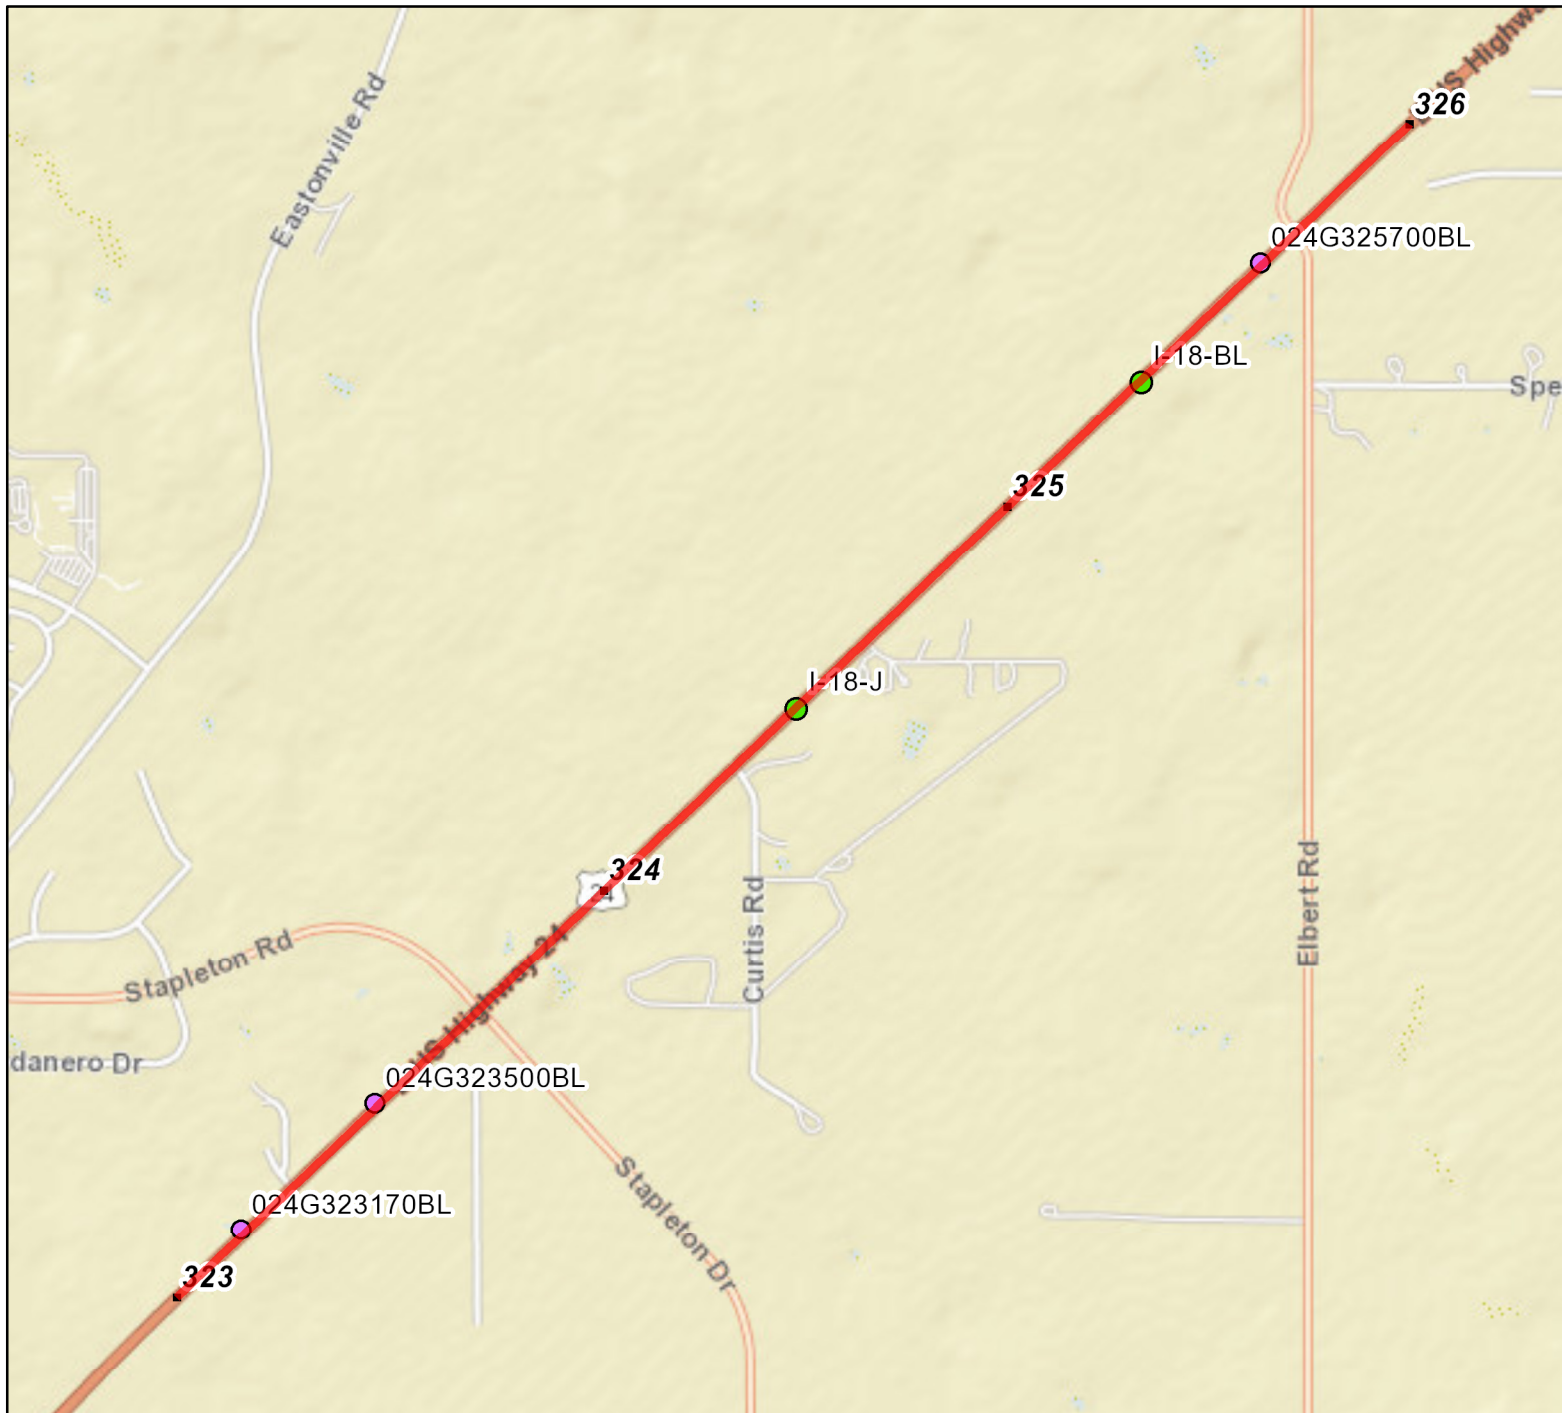 US Highw
326
Eastonville Rd
024G325700BL
I-18-BL
Spe
325
I-18-J
324
24
Curtis Rd
Elbert Rd
Stapleton Rd
US Highway 24
danero Dr
024G323500BL
Stapleton Dr
024G323170BL
323